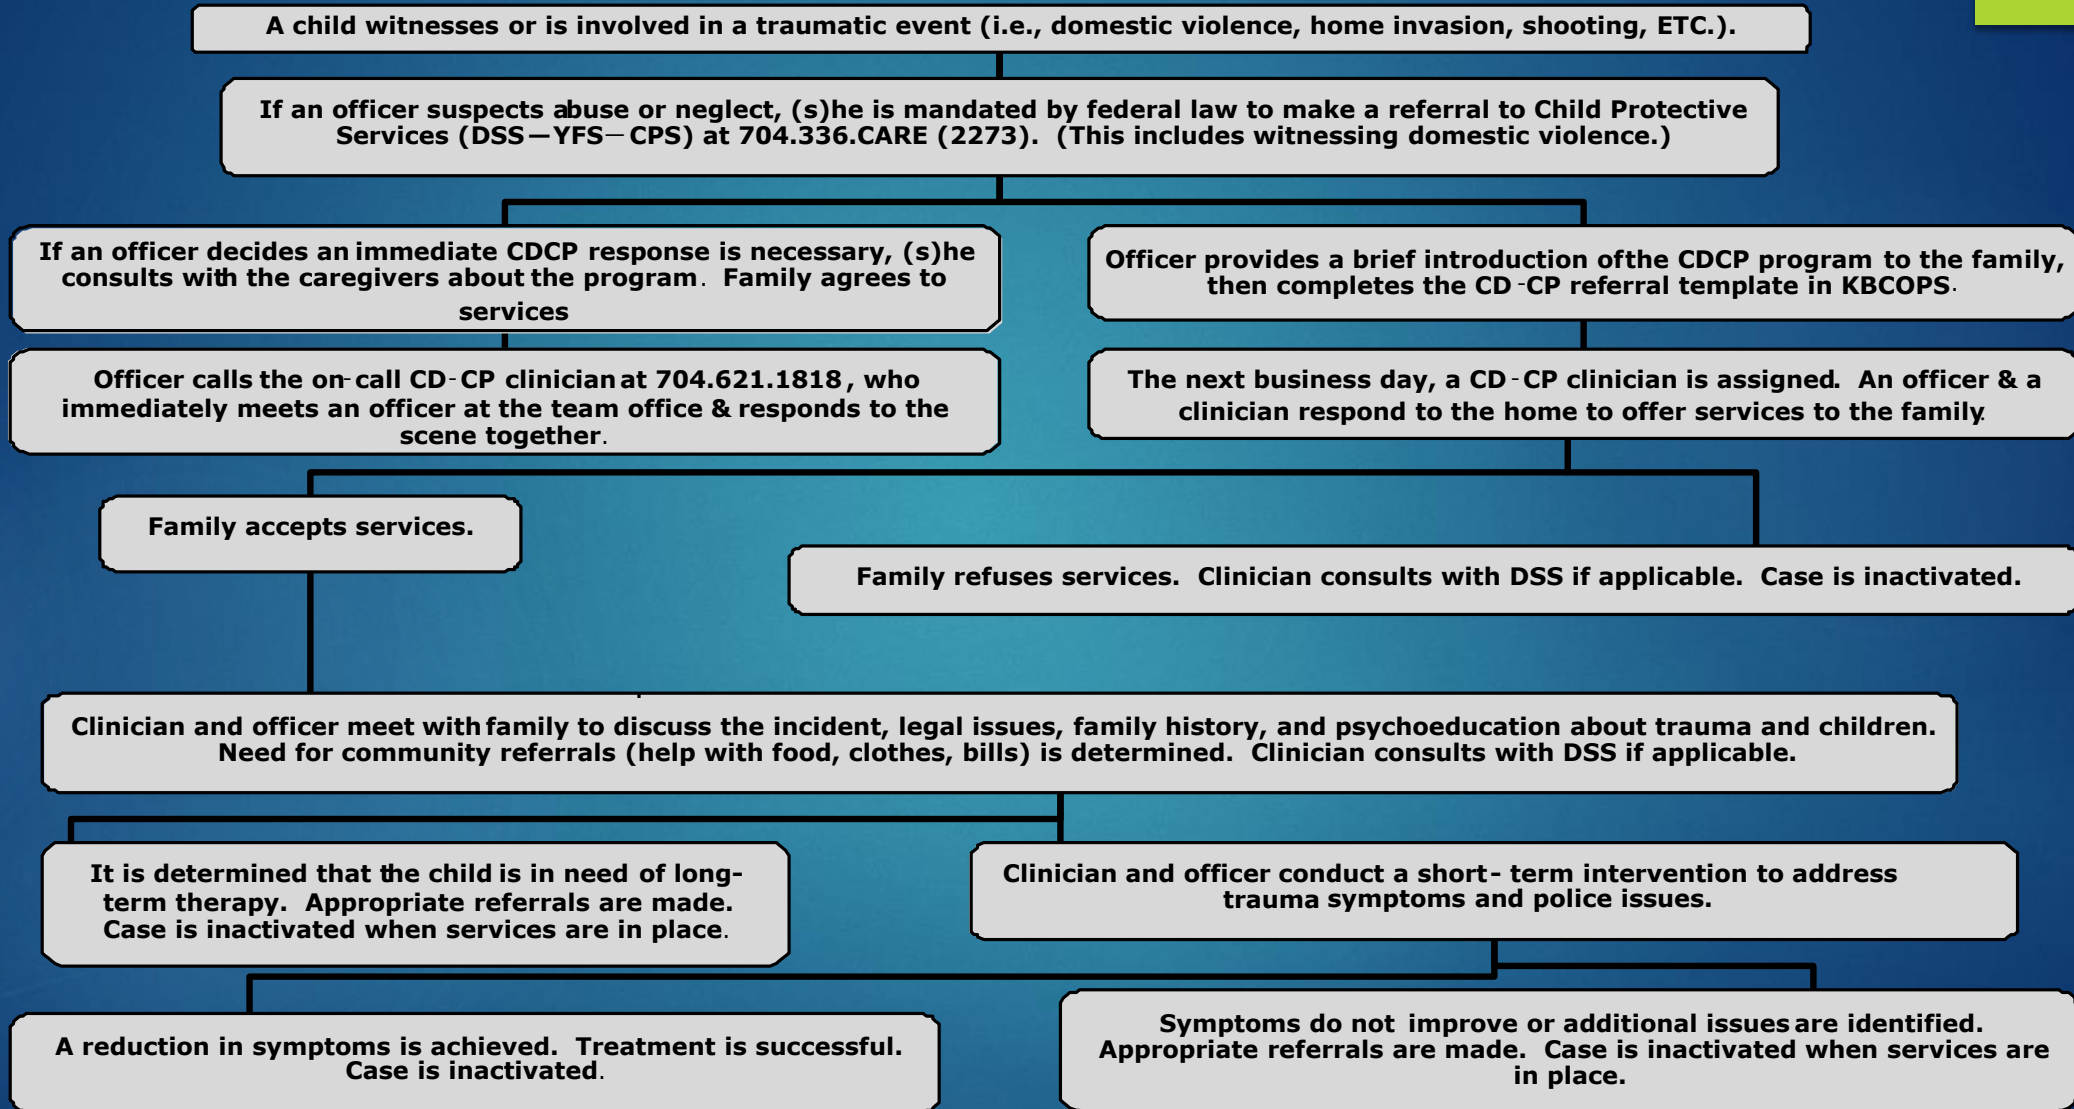 A child witnesses or is involved in a traumatic event (i.e., domestic violence, home invasion, shooting, ETC.).
If an officer suspects abuse or neglect, (s)he is mandated by federal law to make a referral to Child Protective
Services (DSS—YFS—CPS) at 704.336.CARE (2273). (This includes witnessing domestic violence.)
If an officer decides an immediate CDCP response is necessary, (s)he
consults with the caregivers about the program. Family agrees to
services
Officer provides a brief introduction ofthe CDCP program to the family,
then completes the CD-CP referral template in KBCOPS.
Officer calls the on-call CD-CP clinician at 704.621.1818, who
immediately meets an officer at the team office & responds to the
scene together.
The next business day, a CD-CP clinician is assigned. An officer & a
clinician respond to the home to offer services to the family.
Family accepts services.
Family refuses services. Clinician consults with DSS if applicable. Case is inactivated.
Clinician and officer meet with family to discuss the incident, legal issues, family history, and psychoeducation about trauma and children.
Need for community referrals (help with food, clothes, bills) is determined. Clinician consults with DSS if applicable.
It is determined that the child is in need of long-
term therapy. Appropriate referrals are made.
Case is inactivated when services are in place.
Clinician and officer conduct a short- term intervention to address
trauma symptoms and police issues.
A reduction in symptoms is achieved. Treatment is successful.
Case is inactivated.
Symptoms do not improve or additional issues are identified.
Appropriate referrals are made. Case is inactivated when services are
in place.